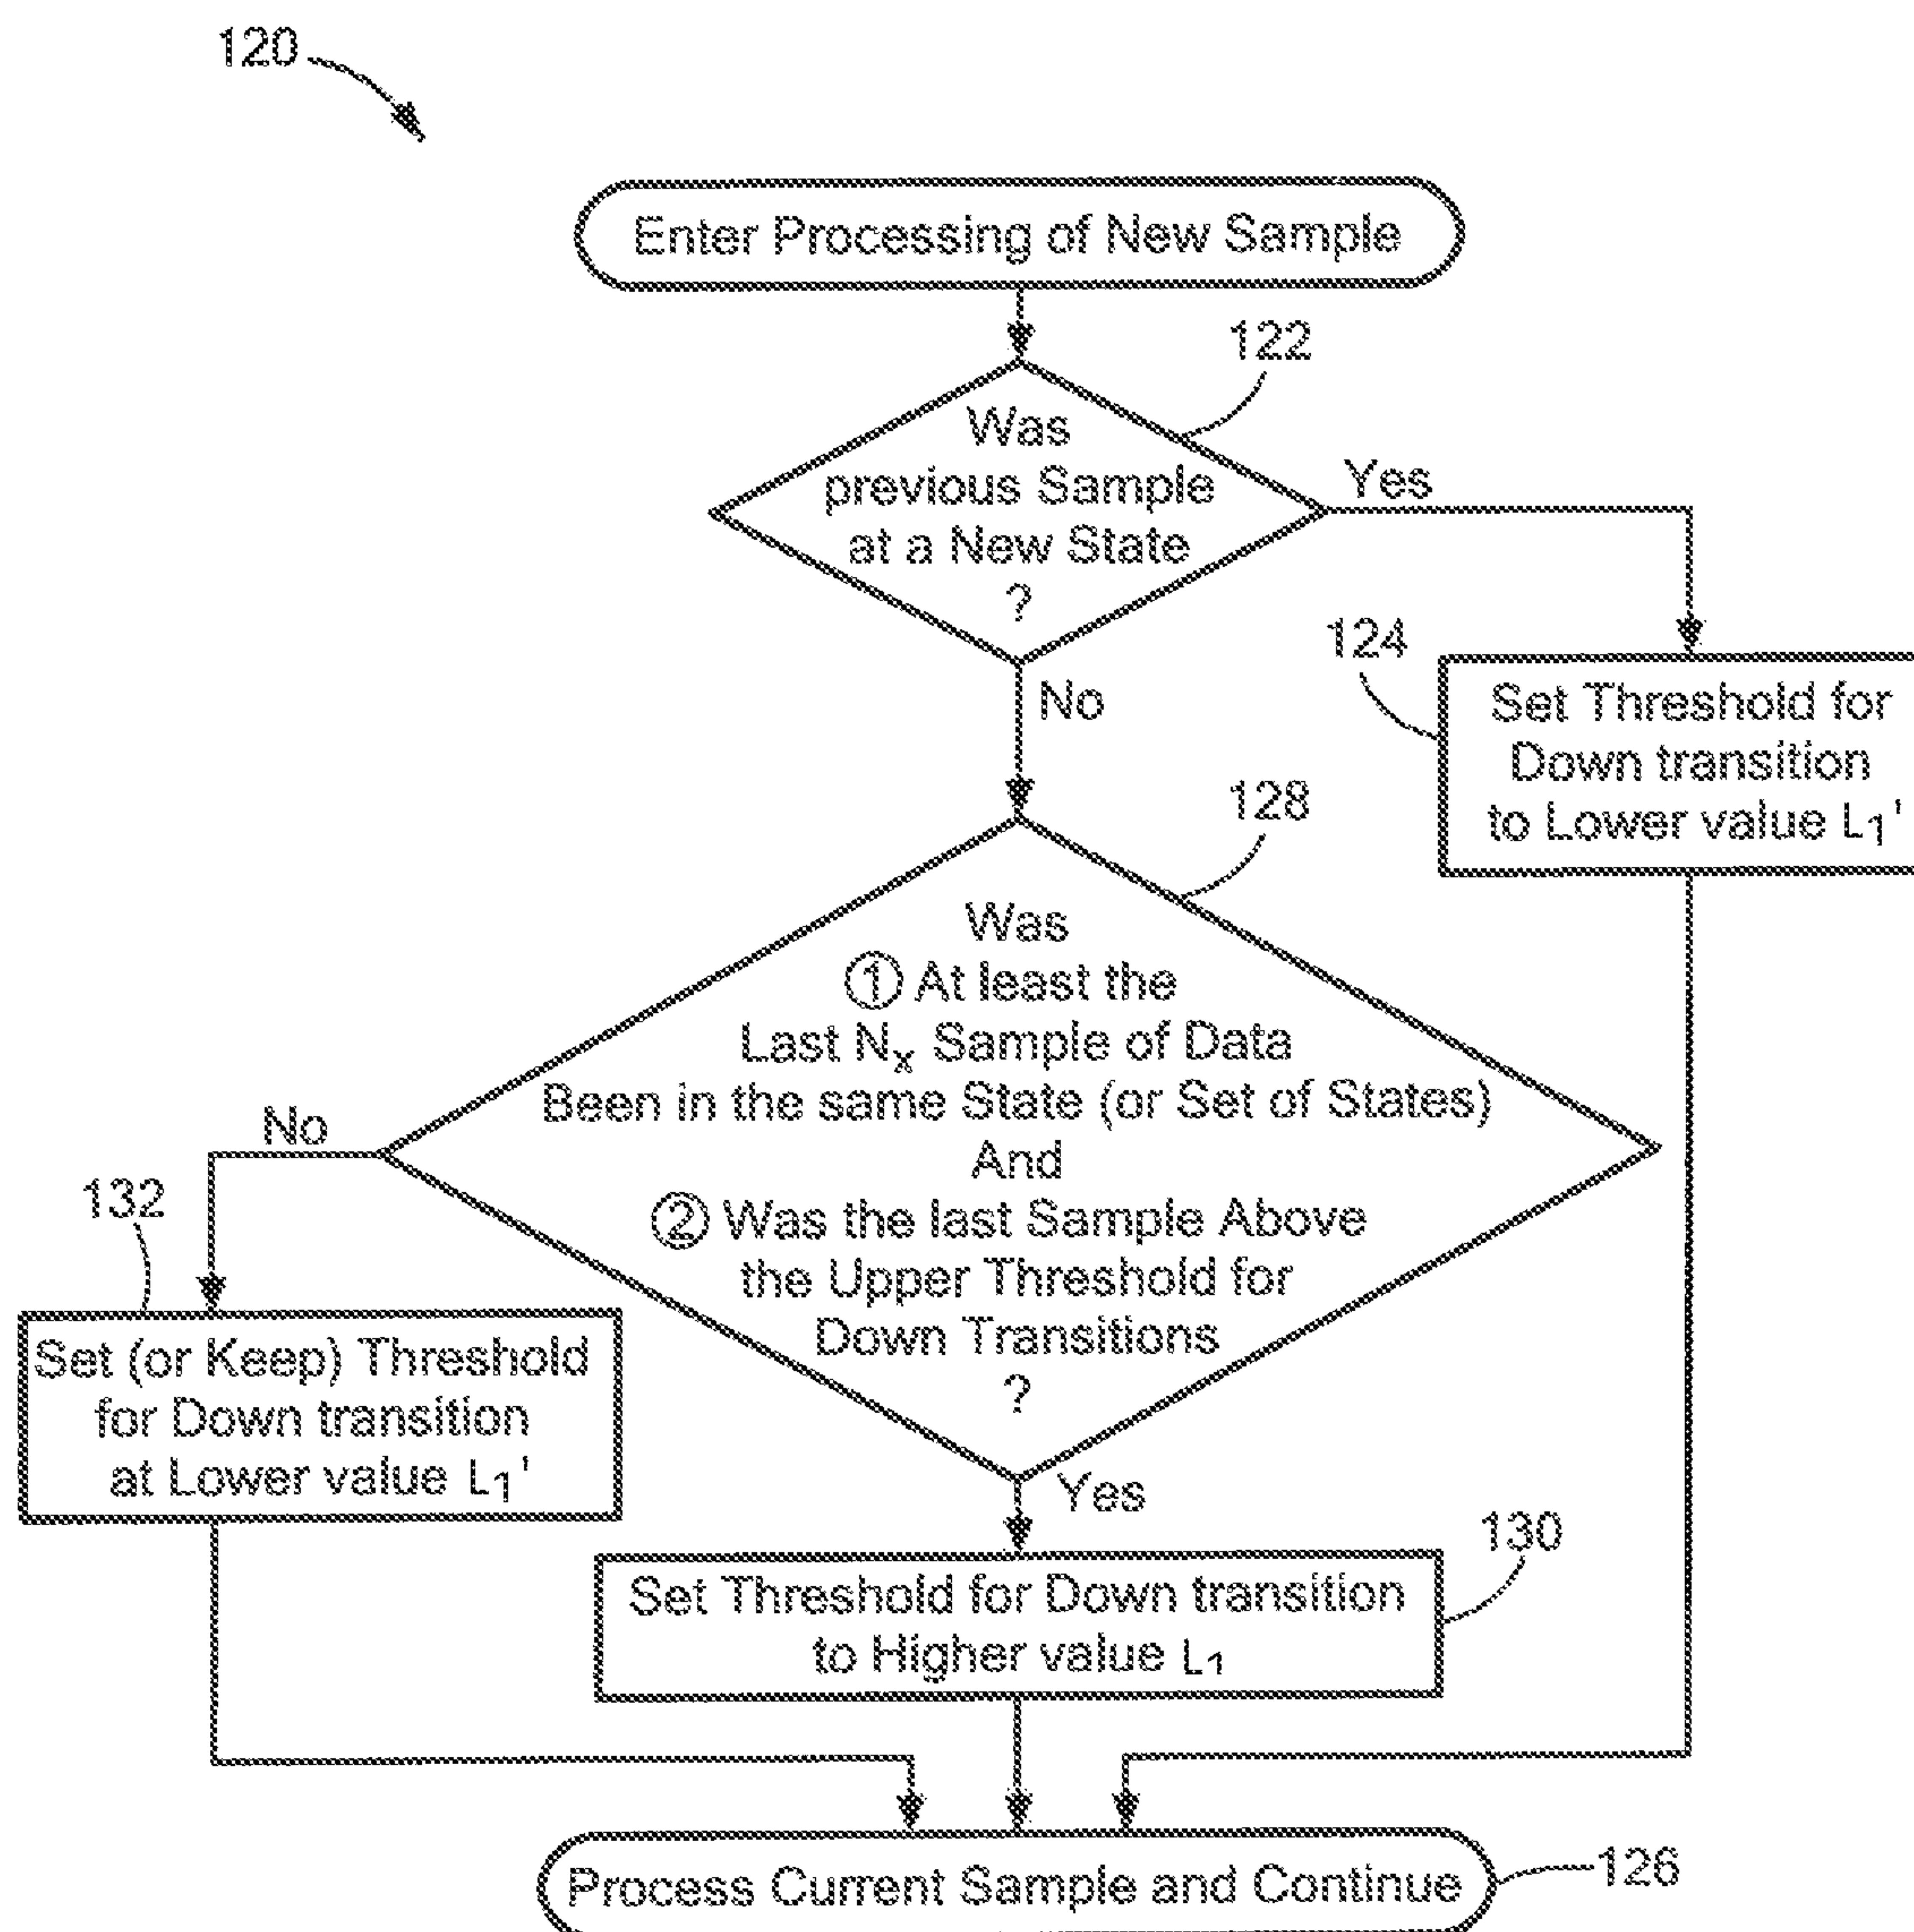 120
Enter Processing of New Sample
122
Was
previous Sample
at a New State
?
Yes
No
124
Set Threshold for
Down transition
to Lower value L₁'
128
Was
① At least the
Last Nₓ Sample of Data
Been in the same State (or Set of States)
And
② Was the last Sample Above
the Upper Threshold for
Down Transitions
?
No
132
Set (or Keep) Threshold
for Down transition
at Lower value L₁'
Yes
130
Set Threshold for Down transition
to Higher value L₁
Process Current Sample and Continue
126